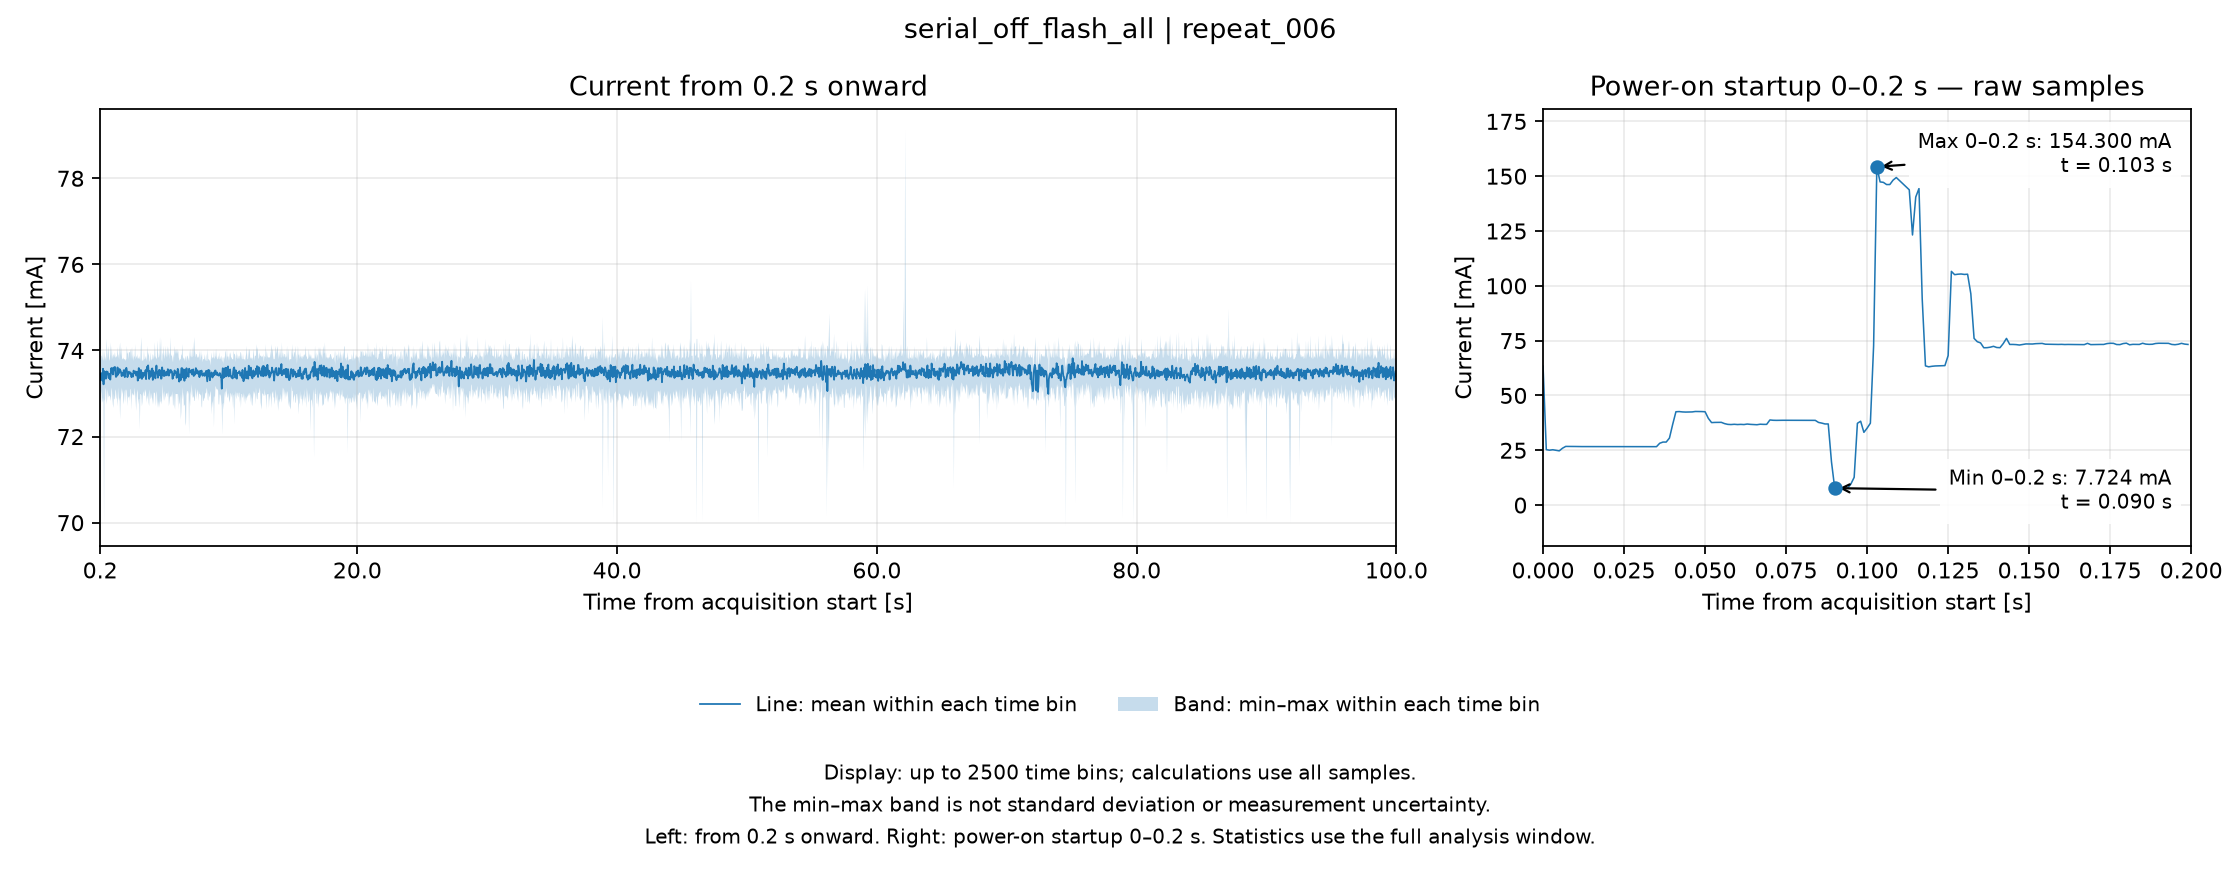 serial_off_flash_all | repeat_006
Current from 0.2 s onward
Current [mA]
78
76
74
72
70
0.2 20.0 40.0 60.0 80.0 100.0
Time from acquisition start [s]
Power-on startup 0–0.2 s — raw samples
Current [mA]
175
150
125
100
75
50
25
0
Max 0–0.2 s: 154.300 mA
t = 0.103 s
Min 0–0.2 s: 7.724 mA
t = 0.090 s
0.000 0.025 0.050 0.075 0.100 0.125 0.150 0.175 0.200
Time from acquisition start [s]
Line: mean within each time bin
Band: min–max within each time bin
Display: up to 2500 time bins; calculations use all samples.
The min–max band is not standard deviation or measurement uncertainty.
Left: from 0.2 s onward. Right: power-on startup 0–0.2 s. Statistics use the full analysis window.